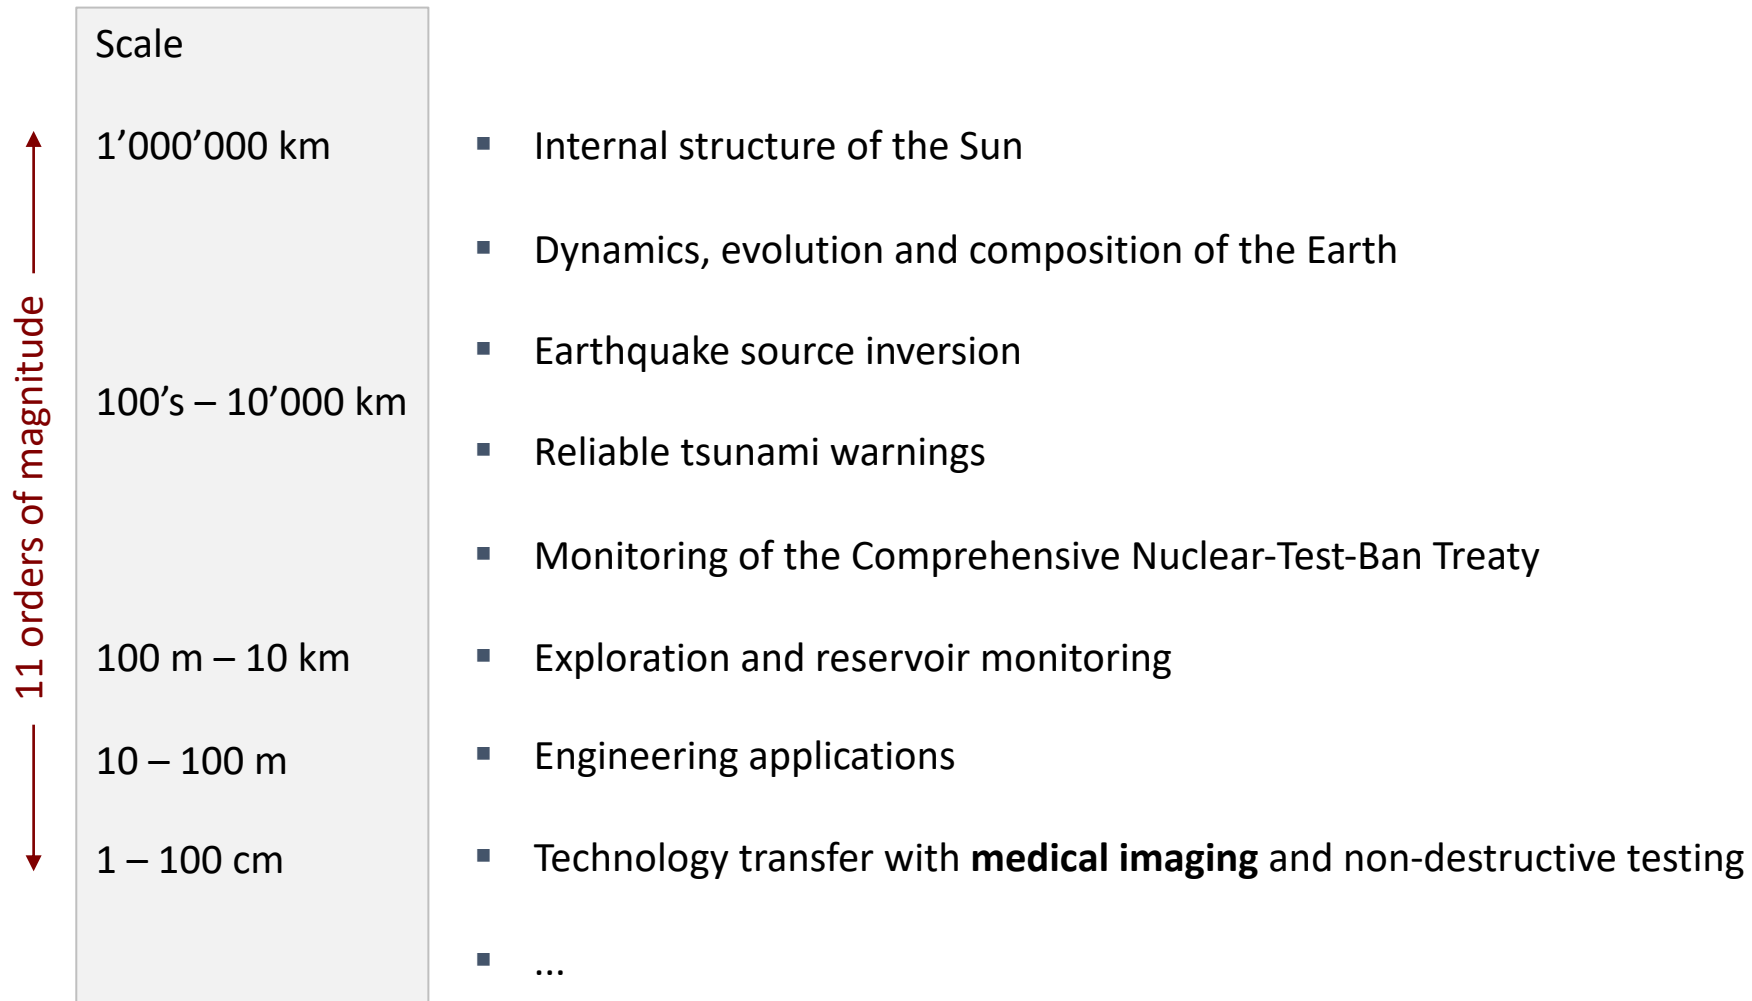 Scale
11 orders of magnitude
1’000’000 km
▪ Internal structure of the Sun
▪ Dynamics, evolution and composition of the Earth
▪ Earthquake source inversion
100’s – 10’000 km
▪ Reliable tsunami warnings
▪ Monitoring of the Comprehensive Nuclear-Test-Ban Treaty
100 m – 10 km
▪ Exploration and reservoir monitoring
10 – 100 m
▪ Engineering applications
1 – 100 cm
▪ Technology transfer with medical imaging and non-destructive testing
▪ ...